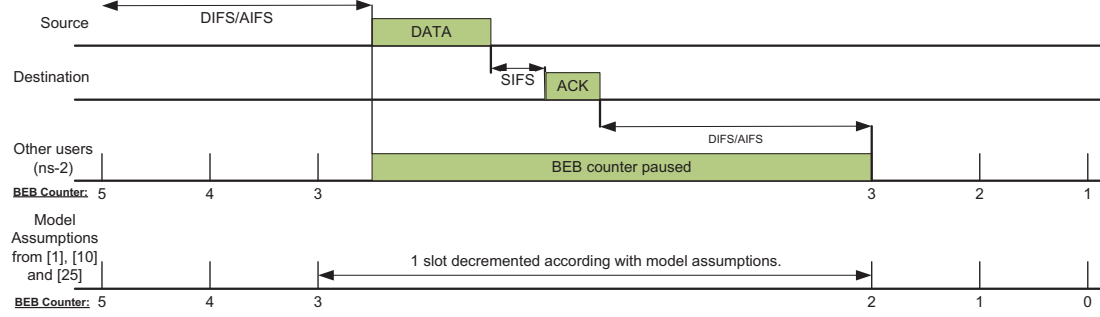 DIFS/AIFS
Source
DATA
Destination
SIFS
ACK
DIFS/AIFS
Other users
(ns-2)
BEB counter paused
BEB Counter: 5 4 3 3 2 1
Model
Assumptions
from [1], [10]
and [25]
1 slot decremented according with model assumptions.
BEB Counter: 5 4 3 2 1 0